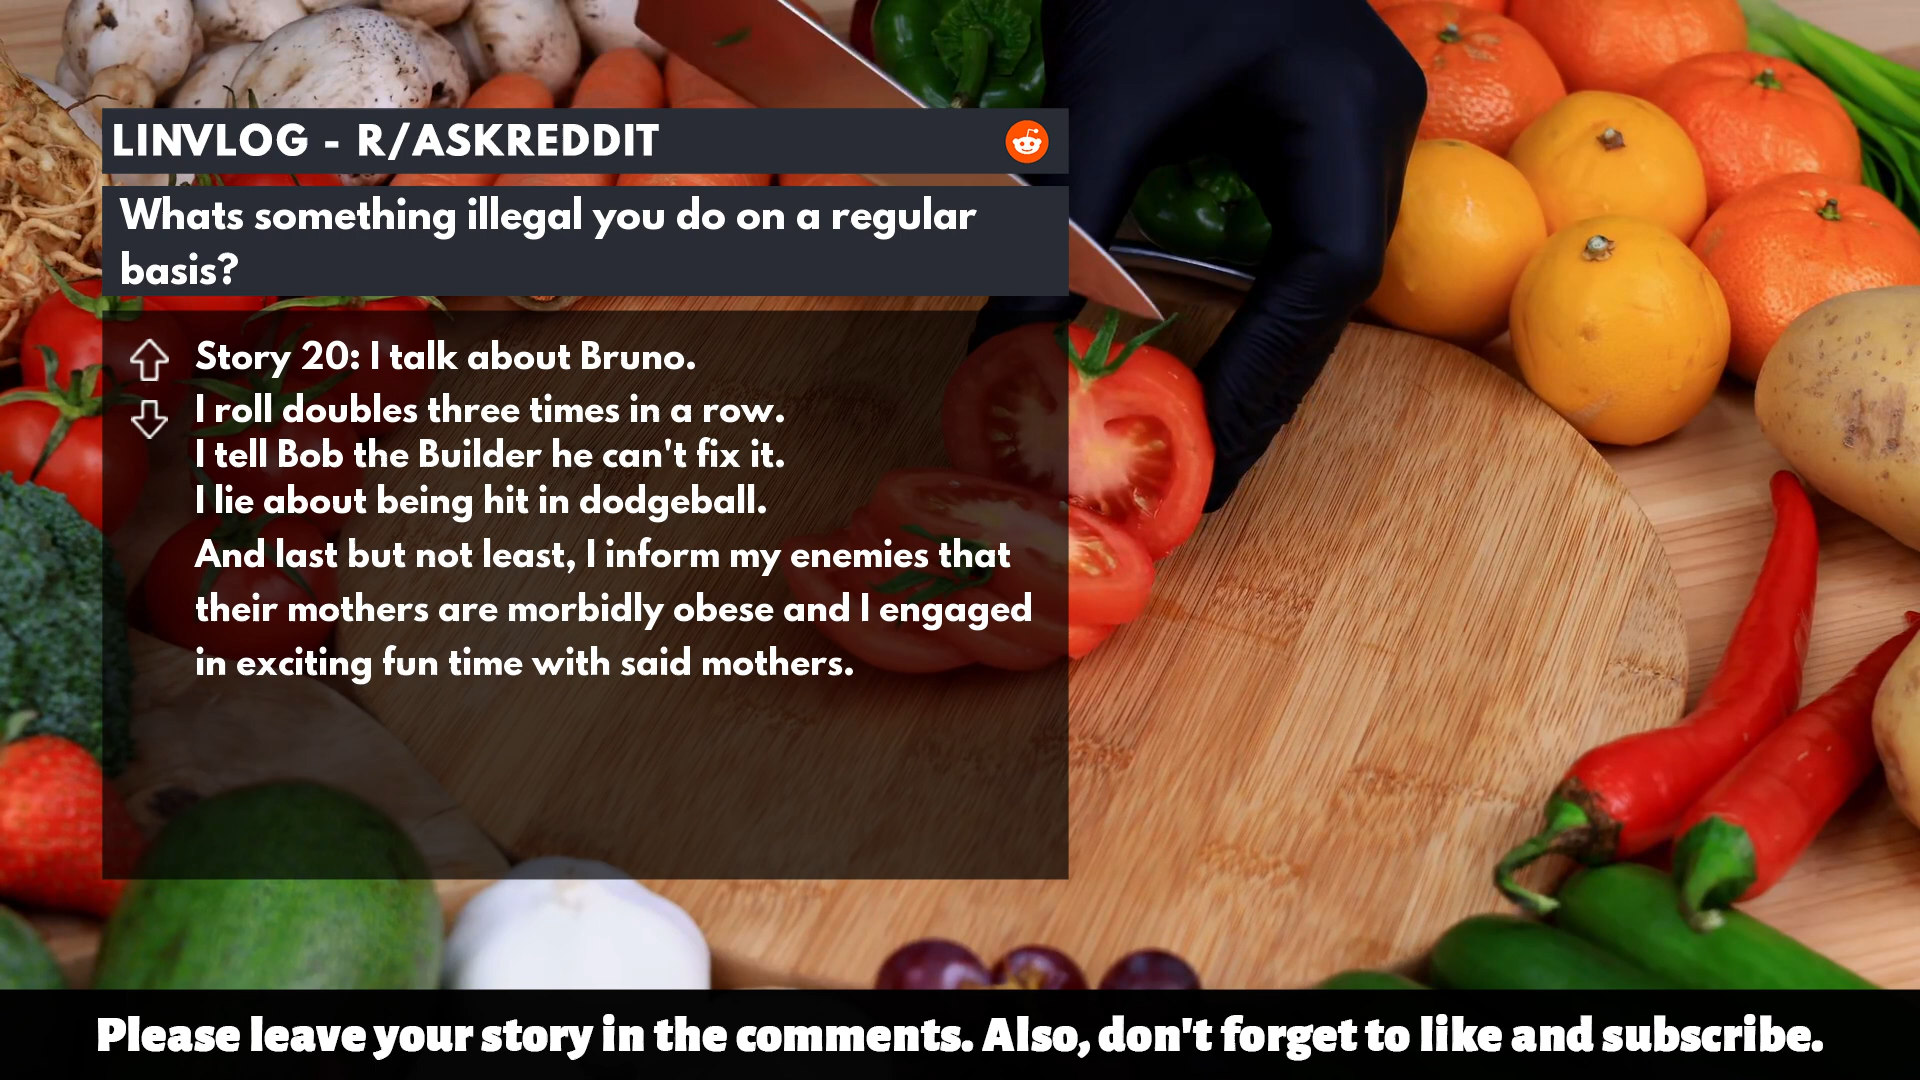 LINVLOG - R/ASKREDDIT
Whats something illegal you do on a regular
basis?
Story 20: I talk about Bruno.
I roll doubles three times in a row.
I tell Bob the Builder he can't fix it.
I lie about being hit in dodgeball.
And last but not least, I inform my enemies that
their mothers are morbidly obese and I engaged
in exciting fun time with said mothers.
Please leave your story in the comments. Also, don't forget to like and subscribe.